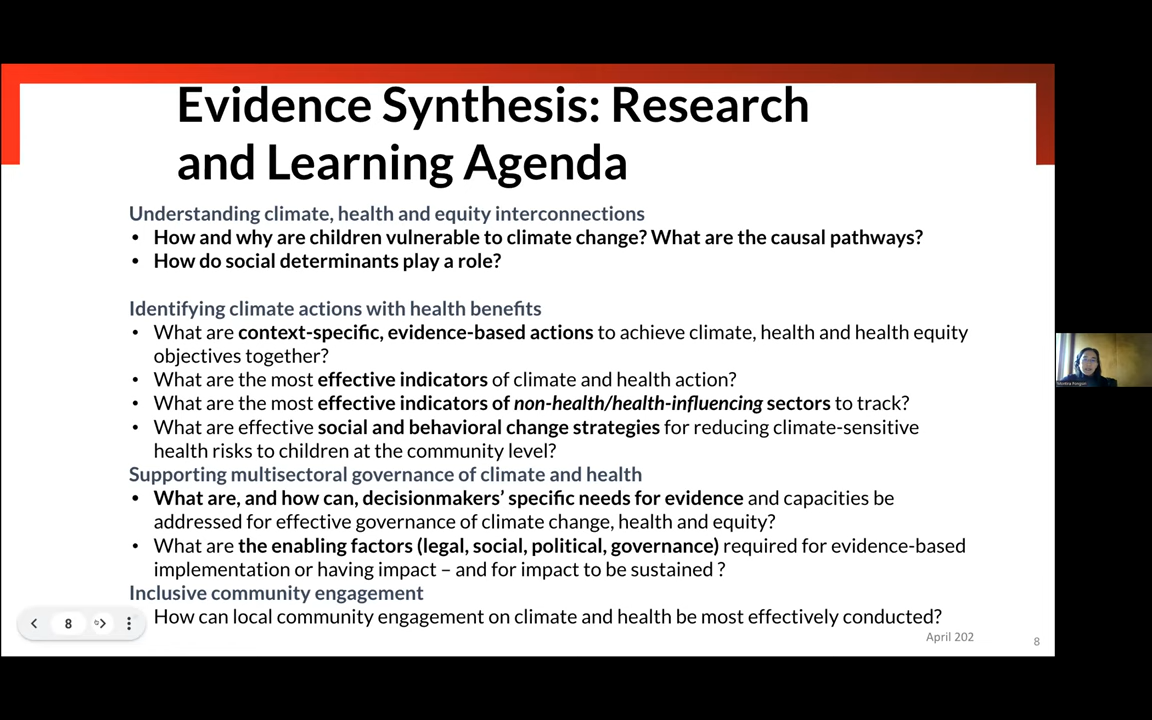 Evidence Synthesis: Research
and Learning Agenda
Understanding climate, health and equity interconnections
• How and why are children vulnerable to climate change? What are the causal pathways?
• How do social determinants play a role?
Identifying climate actions with health benefits
• What are context-specific, evidence-based actions to achieve climate, health and health equity
objectives together?
• What are the most effective indicators of climate and health action?
• What are the most effective indicators of non-health/health-influencing sectors to track?
• What are effective social and behavioral change strategies for reducing climate-sensitive
health risks to children at the community level?
Supporting multisectoral governance of climate and health
• What are, and how can, decisionmakers’ specific needs for evidence and capacities be
addressed for effective governance of climate change, health and equity?
• What are the enabling factors (legal, social, political, governance) required for evidence-based
implementation or having impact – and for impact to be sustained ?
Inclusive community engagement
How can local community engagement on climate and health be most effectively conducted?
8
April 202
8